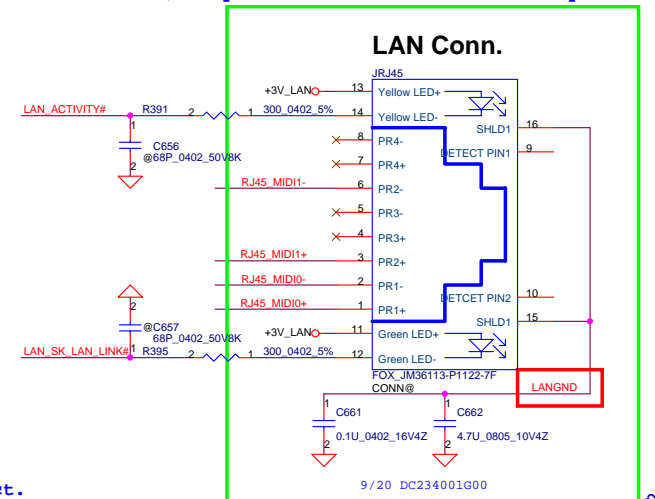 LAN Conn.
JRJ45
+3V_LAN 13 Yellow LED+
LAN_ACTIVITY# R391 2 1 300_0402_5% 14 Yellow LED-
1 C656
@68P_0402_50V8K
2
SHLD1 16
8 PR4-
DETECT PIN1 9
7 PR4+
RJ45_MIDI1- 6 PR2-
5 PR3-
4 PR3+
RJ45_MIDI1+ 3 PR2+
RJ45_MIDI0- 2 PR1-
RJ45_MIDI0+ 1 PR1+
DETCET PIN2 10
SHLD1 15
2
@C657
68P_0402_50V8K
1
+3V_LAN 11 Green LED+
LAN_SK_LAN_LINK# R395 2 1 300_0402_5% 12 Green LED-
FOX_JM36113-P1122-7F
CONN@
LANGND
1 C661 1 C662
0.1U_0402_16V4Z 4.7U_0805_10V4Z
2 2
9/20 DC234001G00
et.